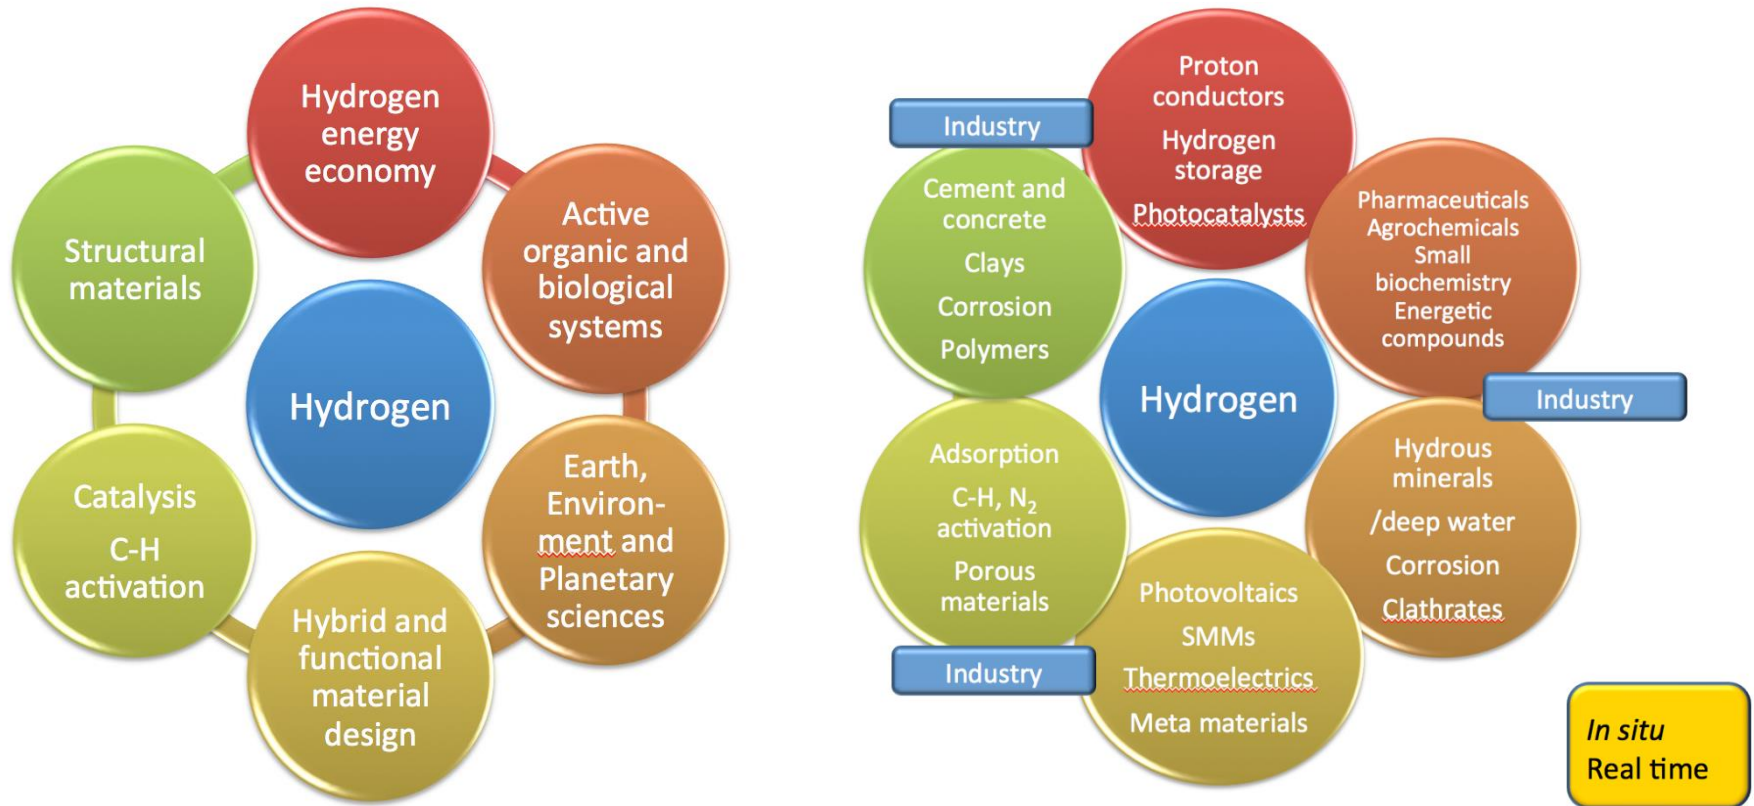 Hydrogen
energy
economy
Active
organic and
biological
systems
Earth,
Environ-
ment and
Planetary
sciences
Hybrid and
functional
material
design
Catalysis
C-H
activation
Structural
materials
Hydrogen
Proton
conductors
Hydrogen
storage
Photocatalysts
Pharmaceuticals
Agrochemicals
Small
biochemistry
Energetic
compounds
Industry
Hydrous
minerals
/deep water
Corrosion
Clathrates
Photovoltaics
SMMs
Thermoelectrics
Meta materials
Industry
Adsorption
C-H, N₂
activation
Porous
materials
Industry
Cement and
concrete
Clays
Corrosion
Polymers
Hydrogen
In situ
Real time